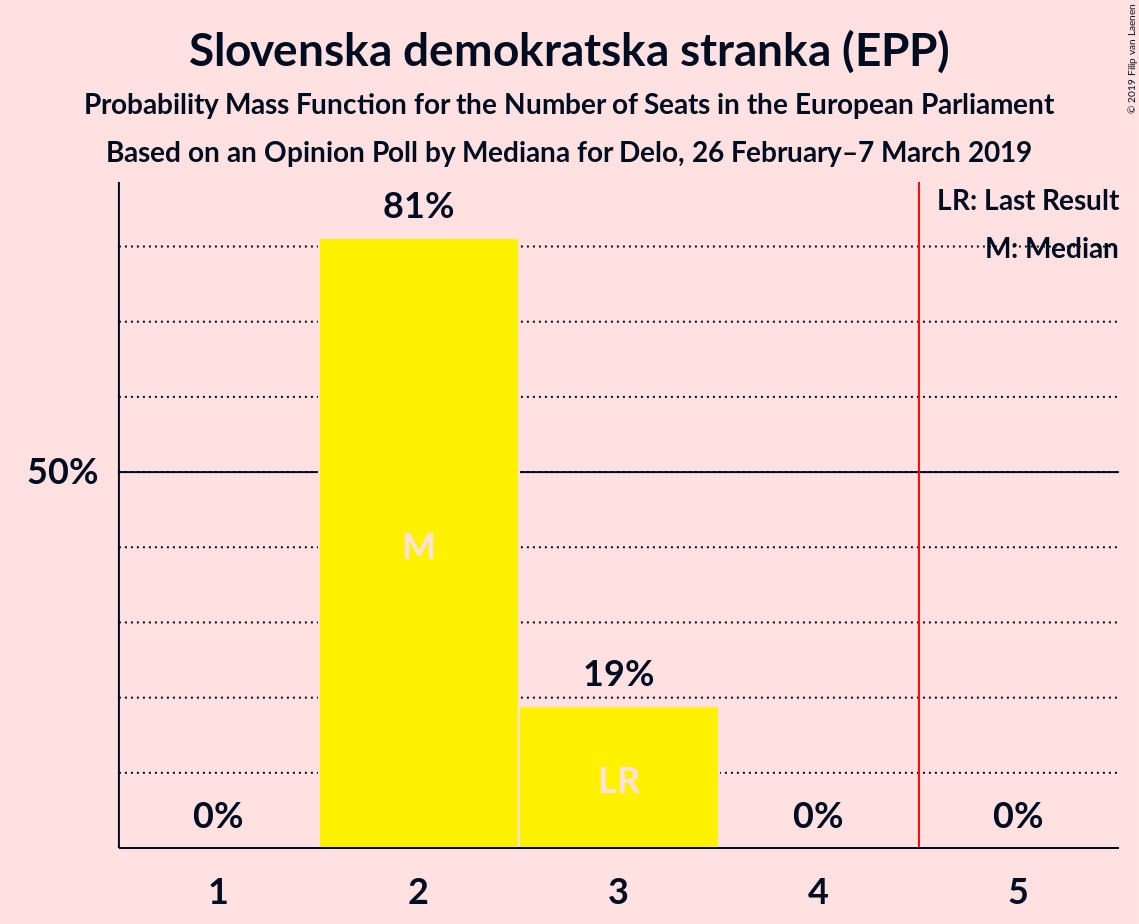 Slovenska demokratska stranka (EPP)
Probability Mass Function for the Number of Seats in the European Parliament
Based on an Opinion Poll by Mediana for Delo, 26 February–7 March 2019
© 2019 Filip van Laenen
LR: Last Result
M: Median
81%
50%
M
19%
LR
0%
0%
0%
1
2
3
4
5